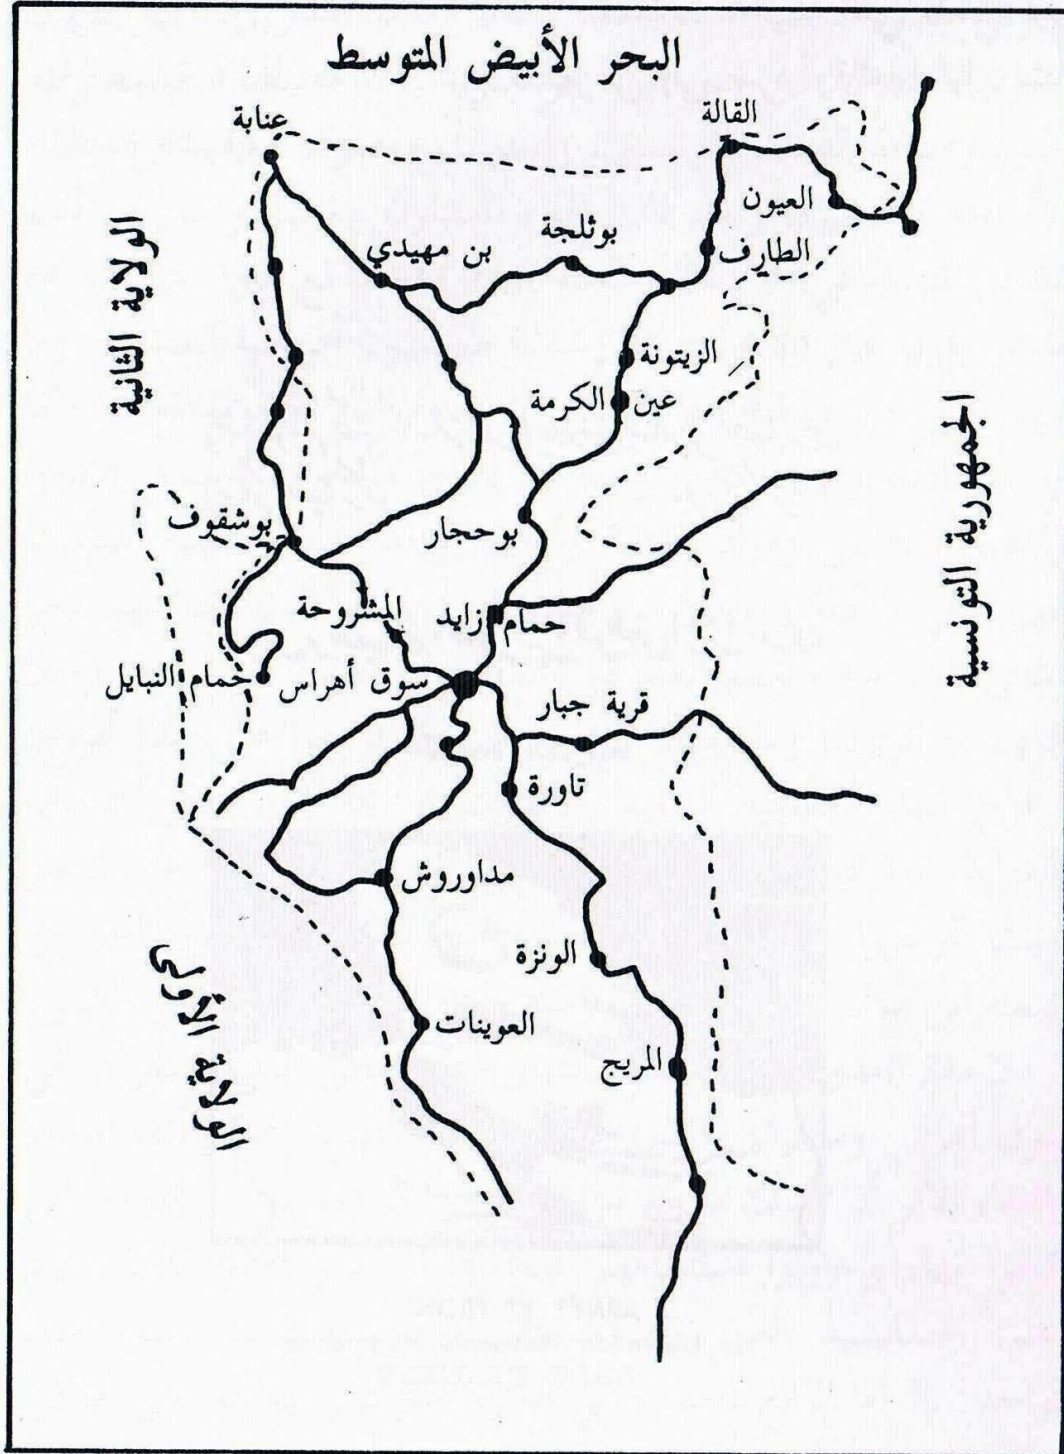 البحر الأبيض المتوسط
القالة
عنابة
العيون
الطارف
بوثلجة
بن مهيدي
الولاية الثانية
الزيتونة
عين الكرمة
الجمهورية التونسية
بوشقوف
بوحجار
المشروحة
حمام زايد
حمام النبايل
سوق أهراس
قرية جبار
تاورة
مداوروش
الونزة
الولاية الأولى
العوينات
المريج